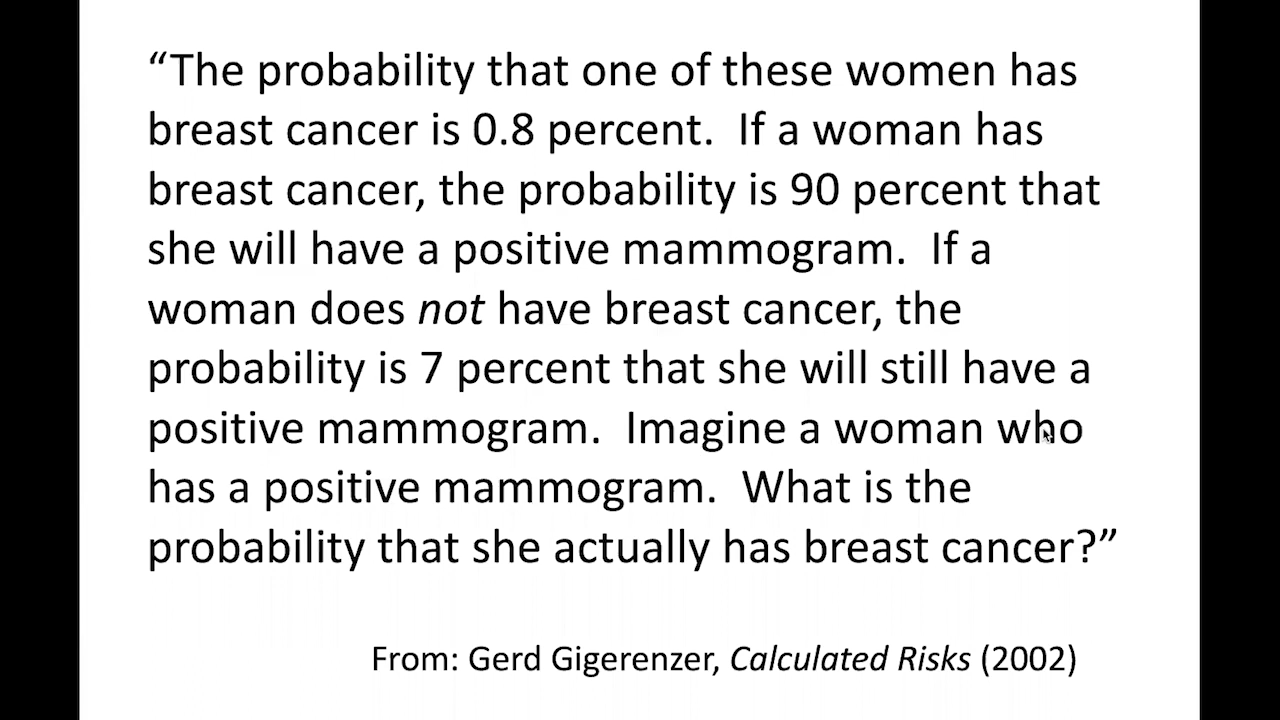 “The probability that one of these women has
breast cancer is 0.8 percent.  If a woman has
breast cancer, the probability is 90 percent that
she will have a positive mammogram.  If a
woman does not have breast cancer, the
probability is 7 percent that she will still have a
positive mammogram.  Imagine a woman who
has a positive mammogram.  What is the
probability that she actually has breast cancer?”
From: Gerd Gigerenzer, Calculated Risks (2002)